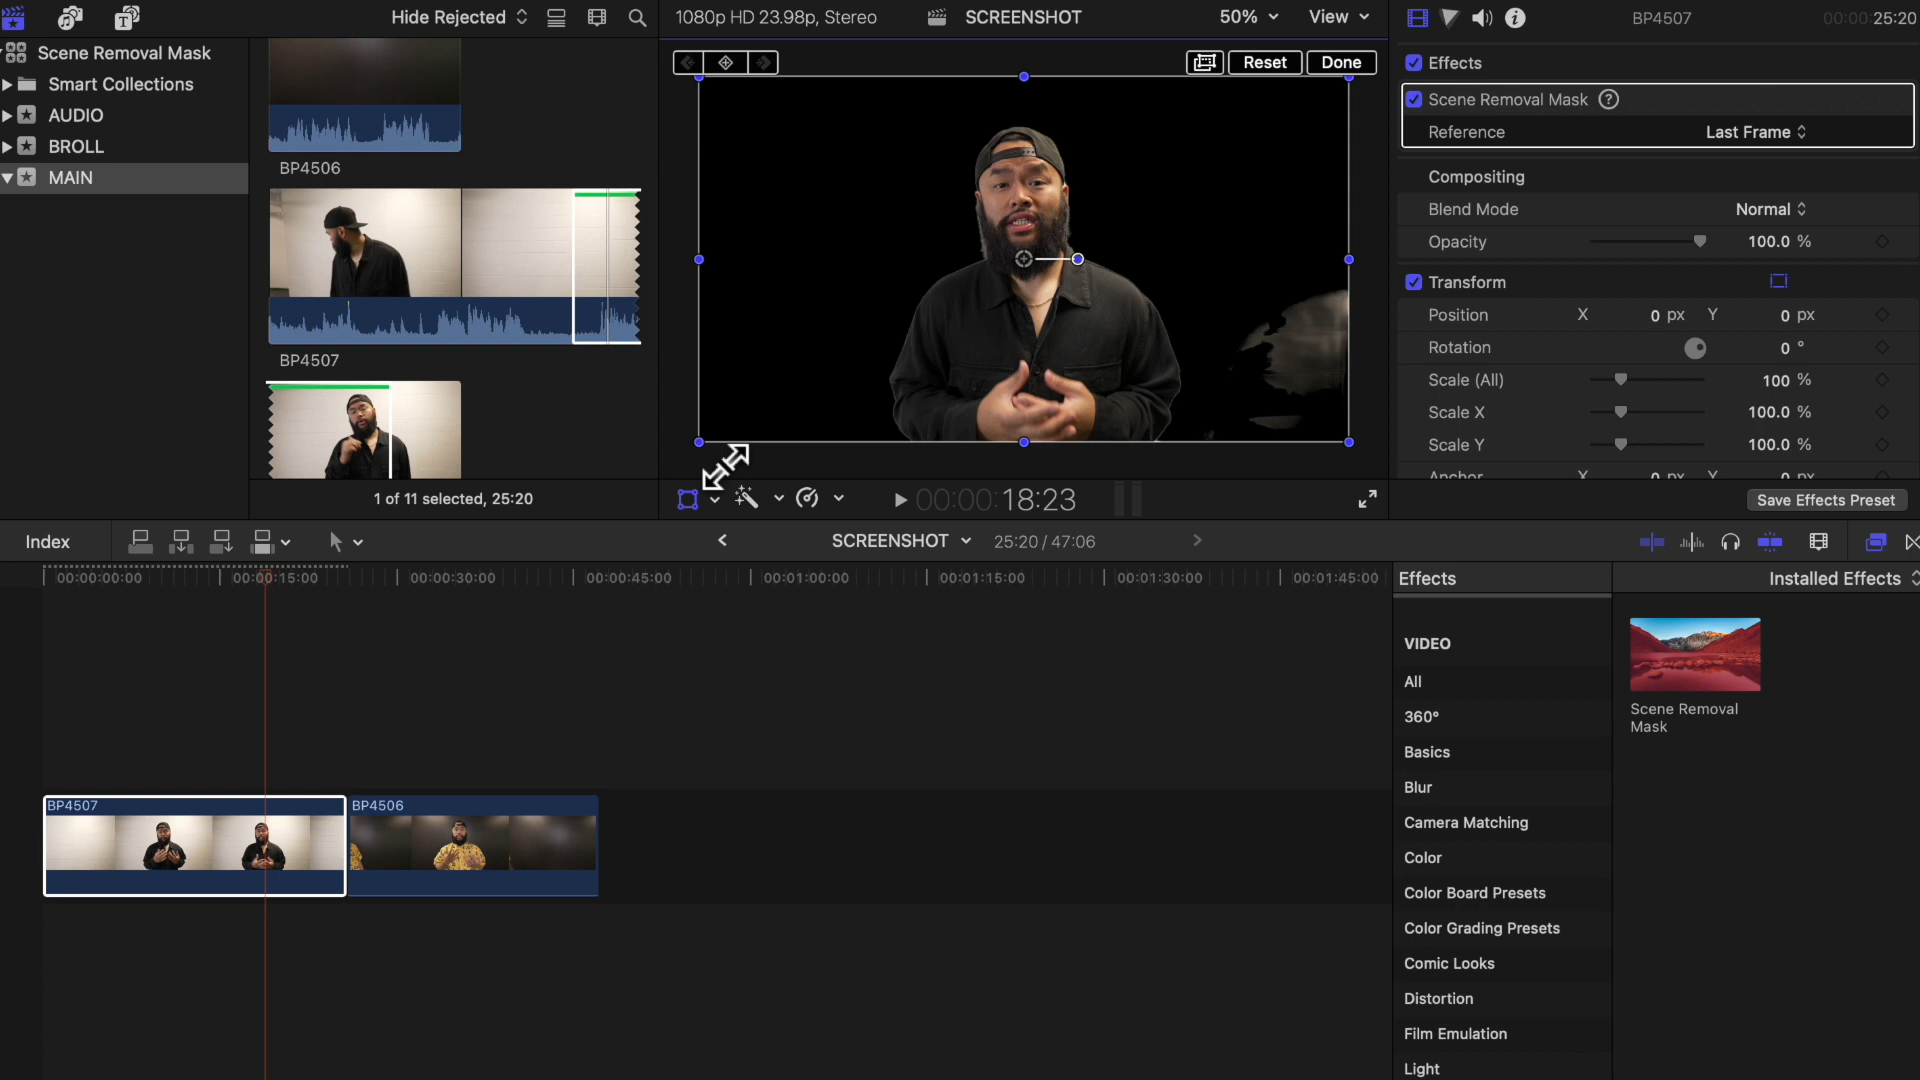 Hide Rejected
1080p HD 23.98p, Stereo
SCREENSHOT
50%
View
BP4507
00:00:25:20
Scene Removal Mask
Smart Collections
AUDIO
BROLL
MAIN
BP4506
BP4507
1 of 11 selected, 25:20
Reset
Done
00:00:18:23
Effects
Scene Removal Mask ?
Reference Last Frame
Compositing
Blend Mode Normal
Opacity 100.0 %
Transform
Position X 0 px Y 0 px
Rotation 0 °
Scale (All) 100 %
Scale X 100.0 %
Scale Y 100.0 %
Anchor X 0 px Y 0 px
Save Effects Preset
Index
SCREENSHOT
25:20 / 47:06
00:00:00:00
00:00:15:00
00:00:30:00
00:00:45:00
00:01:00:00
00:01:15:00
00:01:30:00
00:01:45:00
BP4507
BP4506
Effects
Installed Effects
VIDEO
All
360°
Basics
Blur
Camera Matching
Color
Color Board Presets
Color Grading Presets
Comic Looks
Distortion
Film Emulation
Light
Scene Removal
Mask